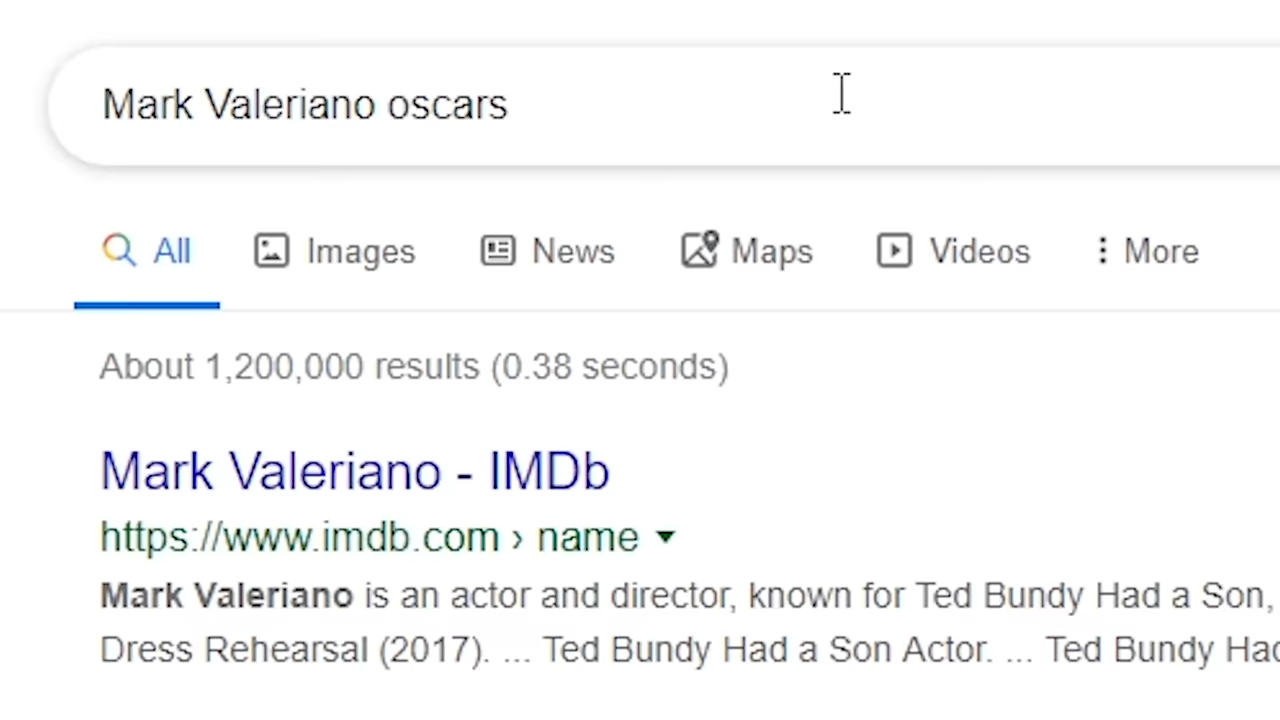 Mark Valeriano oscars
All Images News Maps Videos More
About 1,200,000 results (0.38 seconds)
Mark Valeriano - IMDb
https://www.imdb.com › name
Mark Valeriano is an actor and director, known for Ted Bundy Had a Son,
Dress Rehearsal (2017). ... Ted Bundy Had a Son Actor. ... Ted Bundy Had